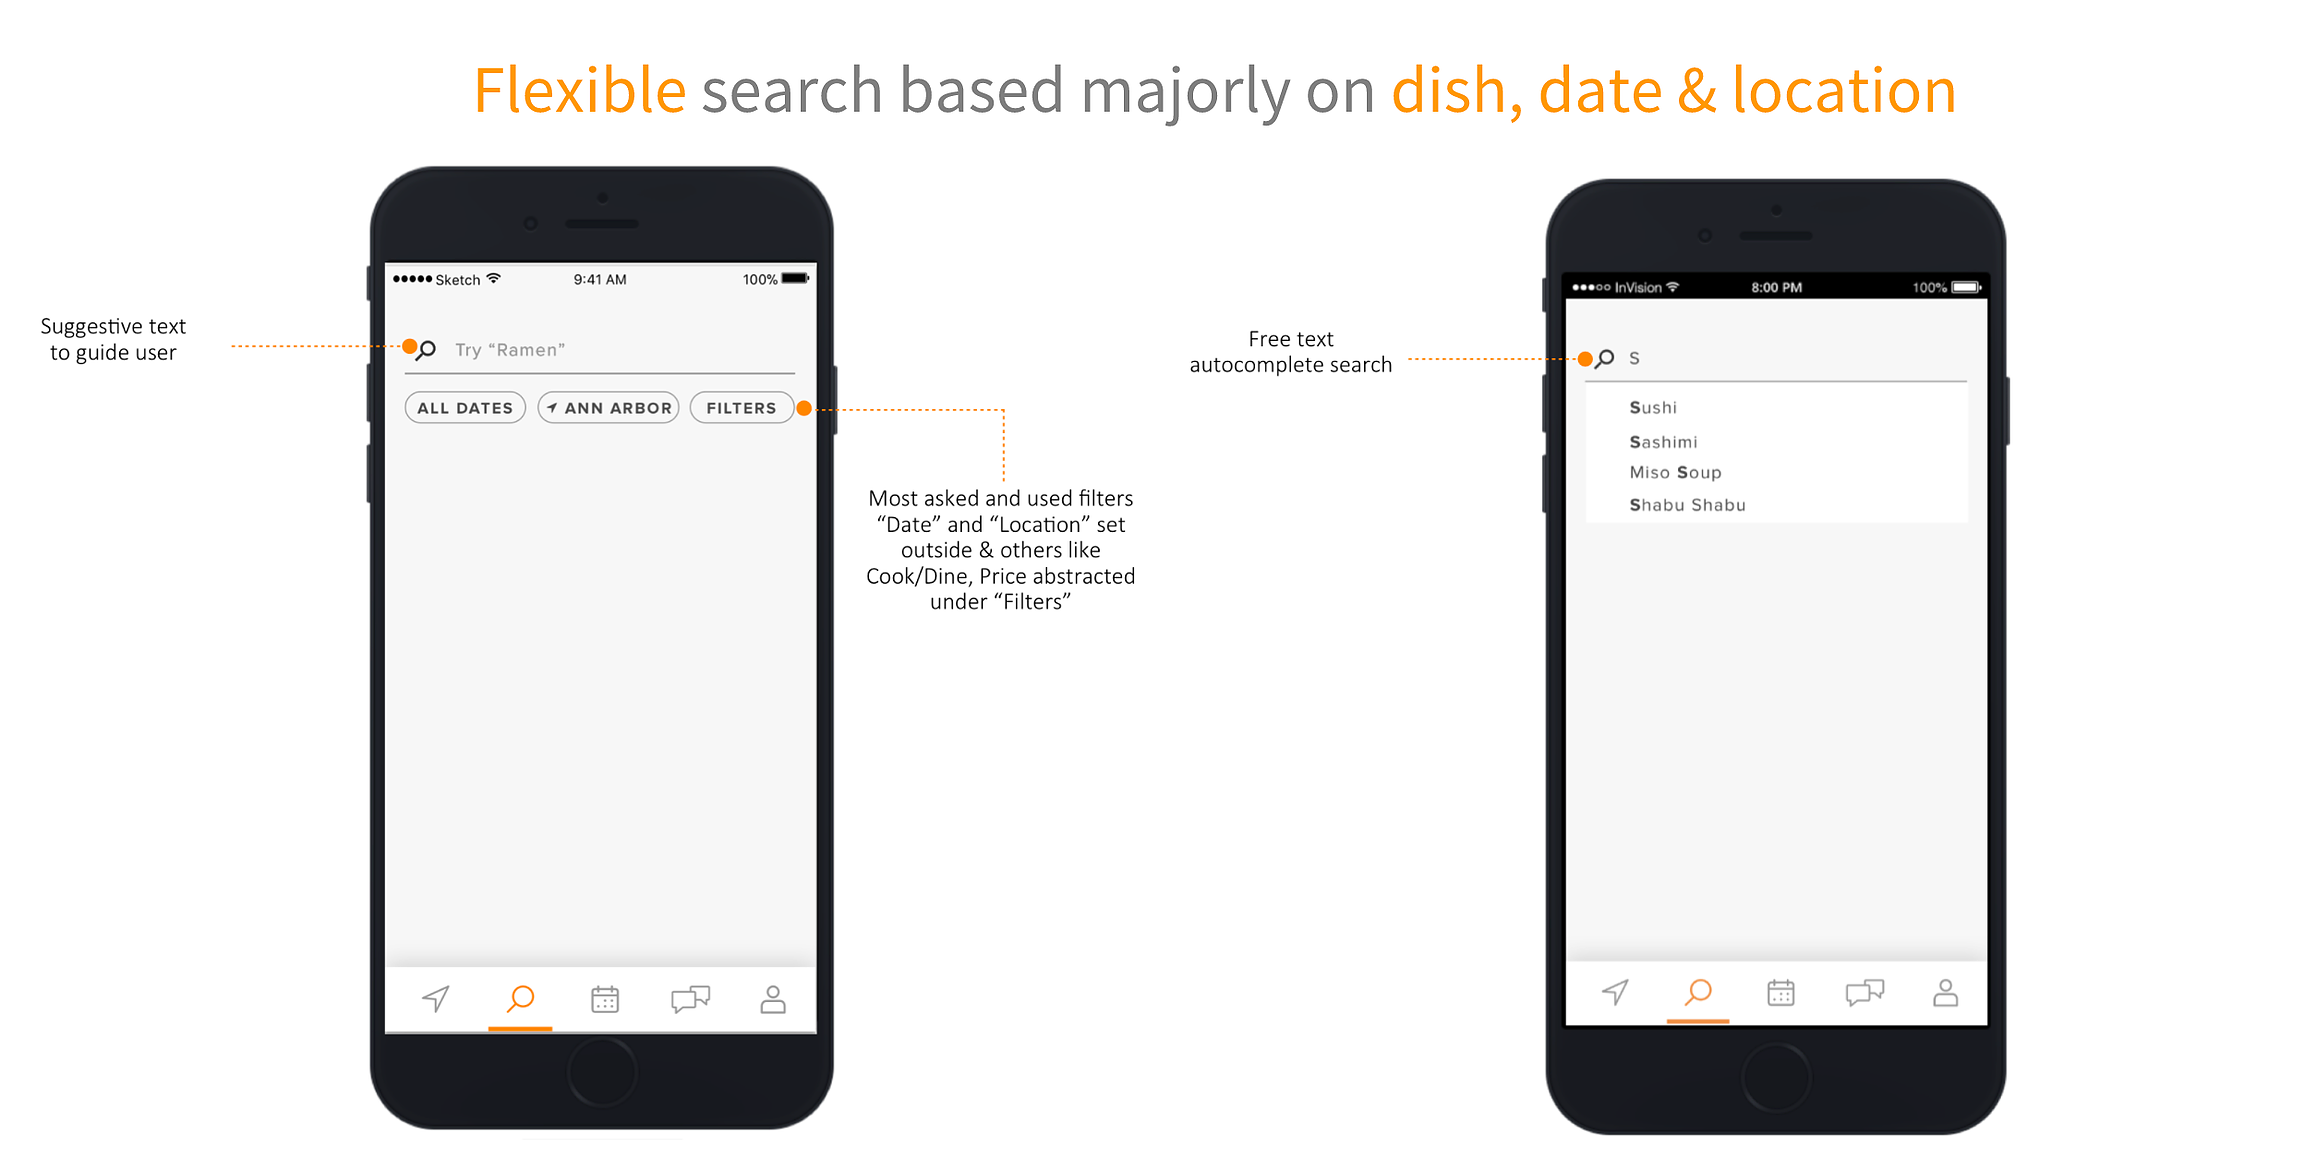 Flexible search based majorly on dish, date & location
Sketch 9:41 AM 100%
Suggestive text
to guide user
Try “Ramen”
ALL DATES ANN ARBOR FILTERS
Most asked and used filters
“Date” and “Location” set
outside & others like
Cook/Dine, Price abstracted
under “Filters”
InVision 8:00 PM 100%
Free text
autocomplete search
S
Sushi
Sashimi
Miso Soup
Shabu Shabu